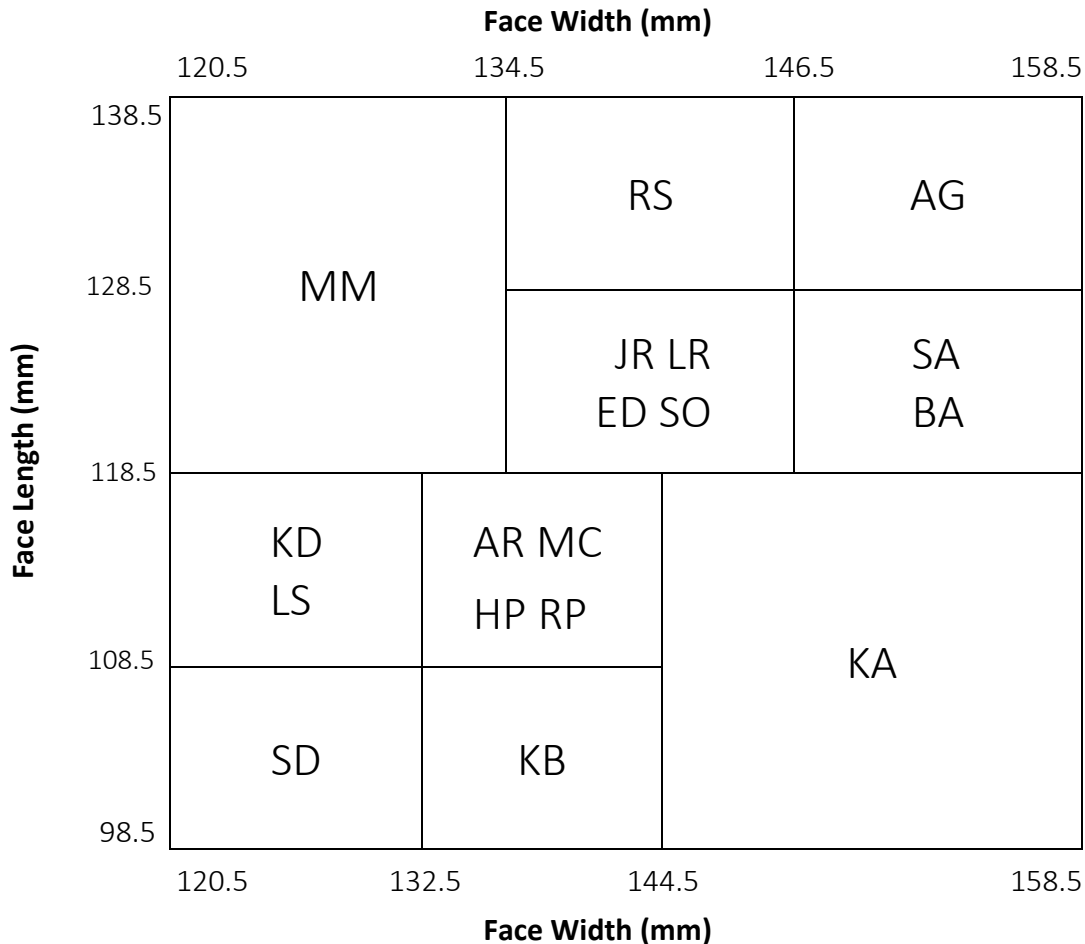 Face Width (mm)
120.5 134.5 146.5 158.5
138.5
RS AG
128.5
MM
JR LR SA
ED SO BA
Face Length (mm)
118.5
KD AR MC
LS HP RP
108.5
KA
SD KB
98.5
120.5 132.5 144.5 158.5
Face Width (mm)